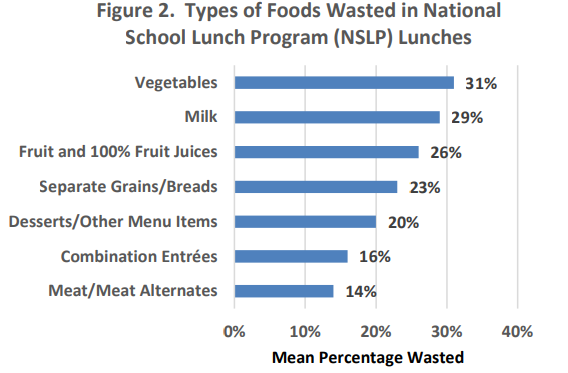 Figure 2. Types of Foods Wasted in National
School Lunch Program (NSLP) Lunches
Vegetables 31%
Milk 29%
Fruit and 100% Fruit Juices 26%
Separate Grains/Breads 23%
Desserts/Other Menu Items 20%
Combination Entrées 16%
Meat/Meat Alternates 14%
0% 10% 20% 30% 40%
Mean Percentage Wasted